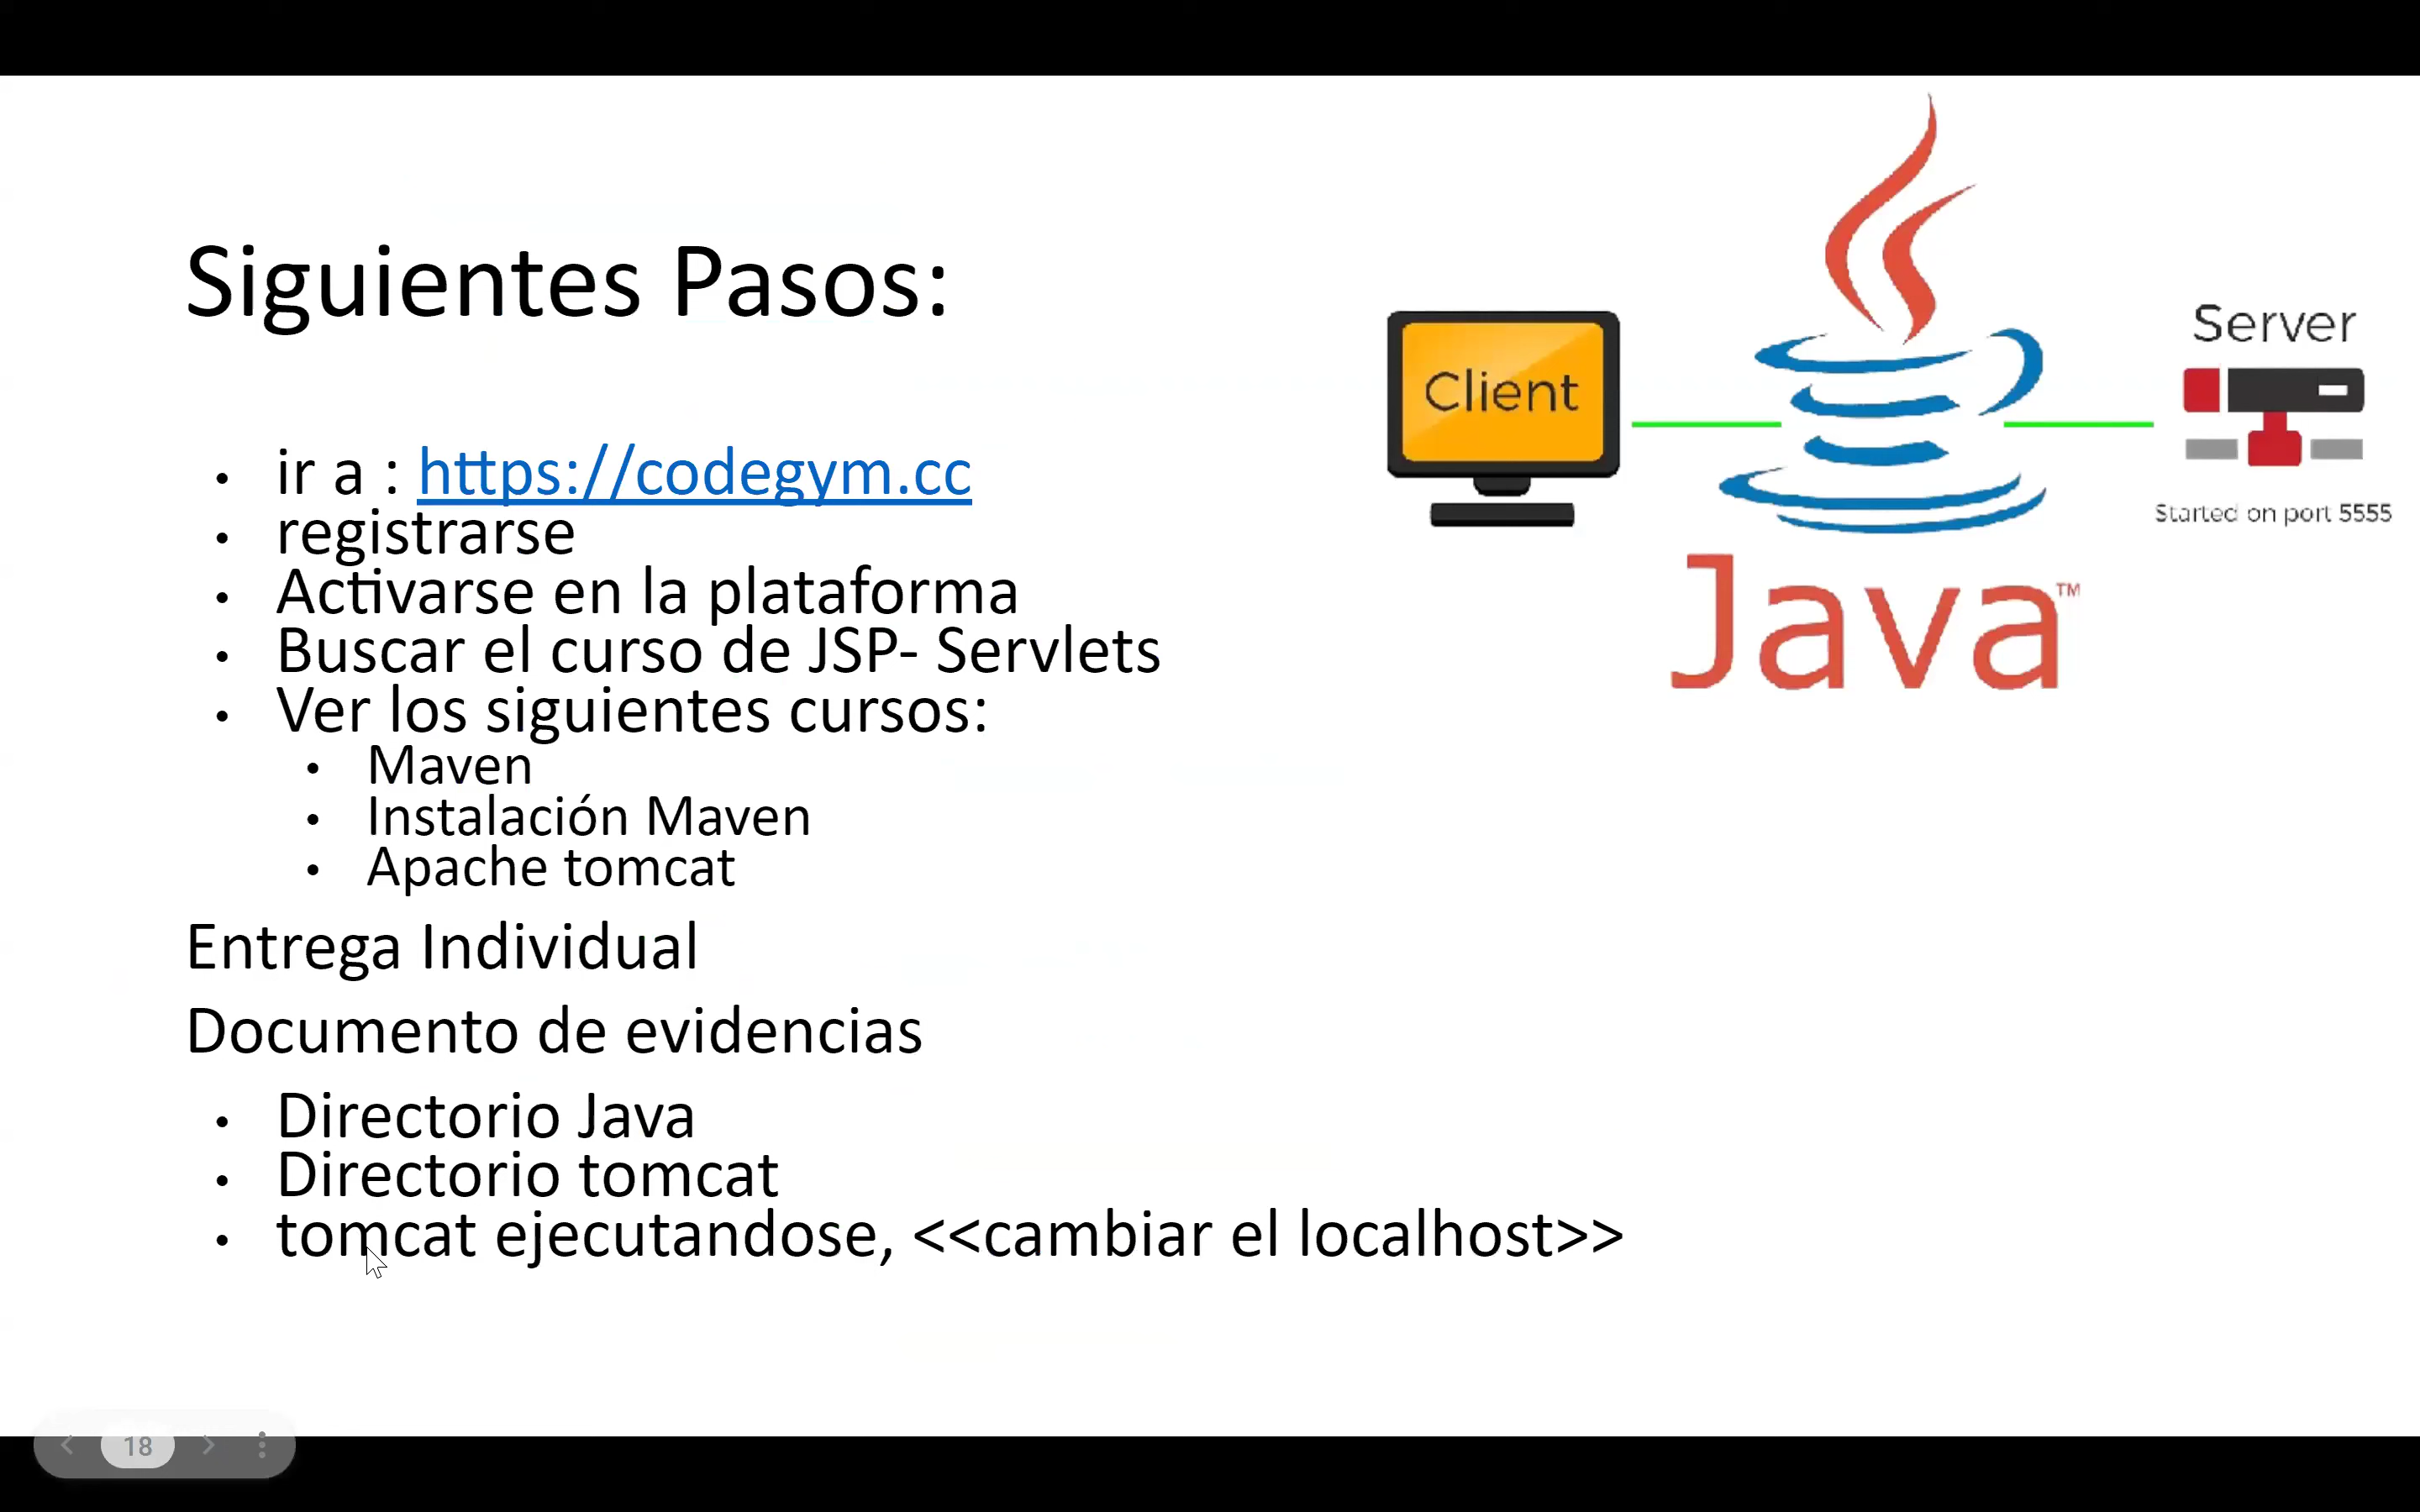 Siguientes Pasos:
• ir a : https://codegym.cc
• registrarse
• Activarse en la plataforma
• Buscar el curso de JSP- Servlets
• Ver los siguientes cursos:
• Maven
• Instalación Maven
• Apache tomcat
Entrega Individual
Documento de evidencias
• Directorio Java
• Directorio tomcat
• tomcat ejecutandose, <<cambiar el localhost>>
Client
Java™
Server
Started on port 5555
18